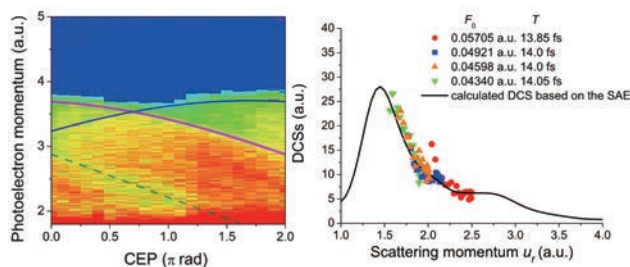 Photoelectron momentum (a.u.)
5
4
3
2
0.0 0.5 1.0 1.5 2.0
CEP (π rad)
DCSs (a.u.)
40
35
30
25
20
15
10
5
0
F₀ T
0.05705 a.u. 13.85 fs
0.04921 a.u. 14.0 fs
0.04598 a.u. 14.0 fs
0.04340 a.u. 14.05 fs
calculated DCS based on the SAE
1.0 1.5 2.0 2.5 3.0 3.5 4.0
Scattering momentum uᵣ (a.u.)